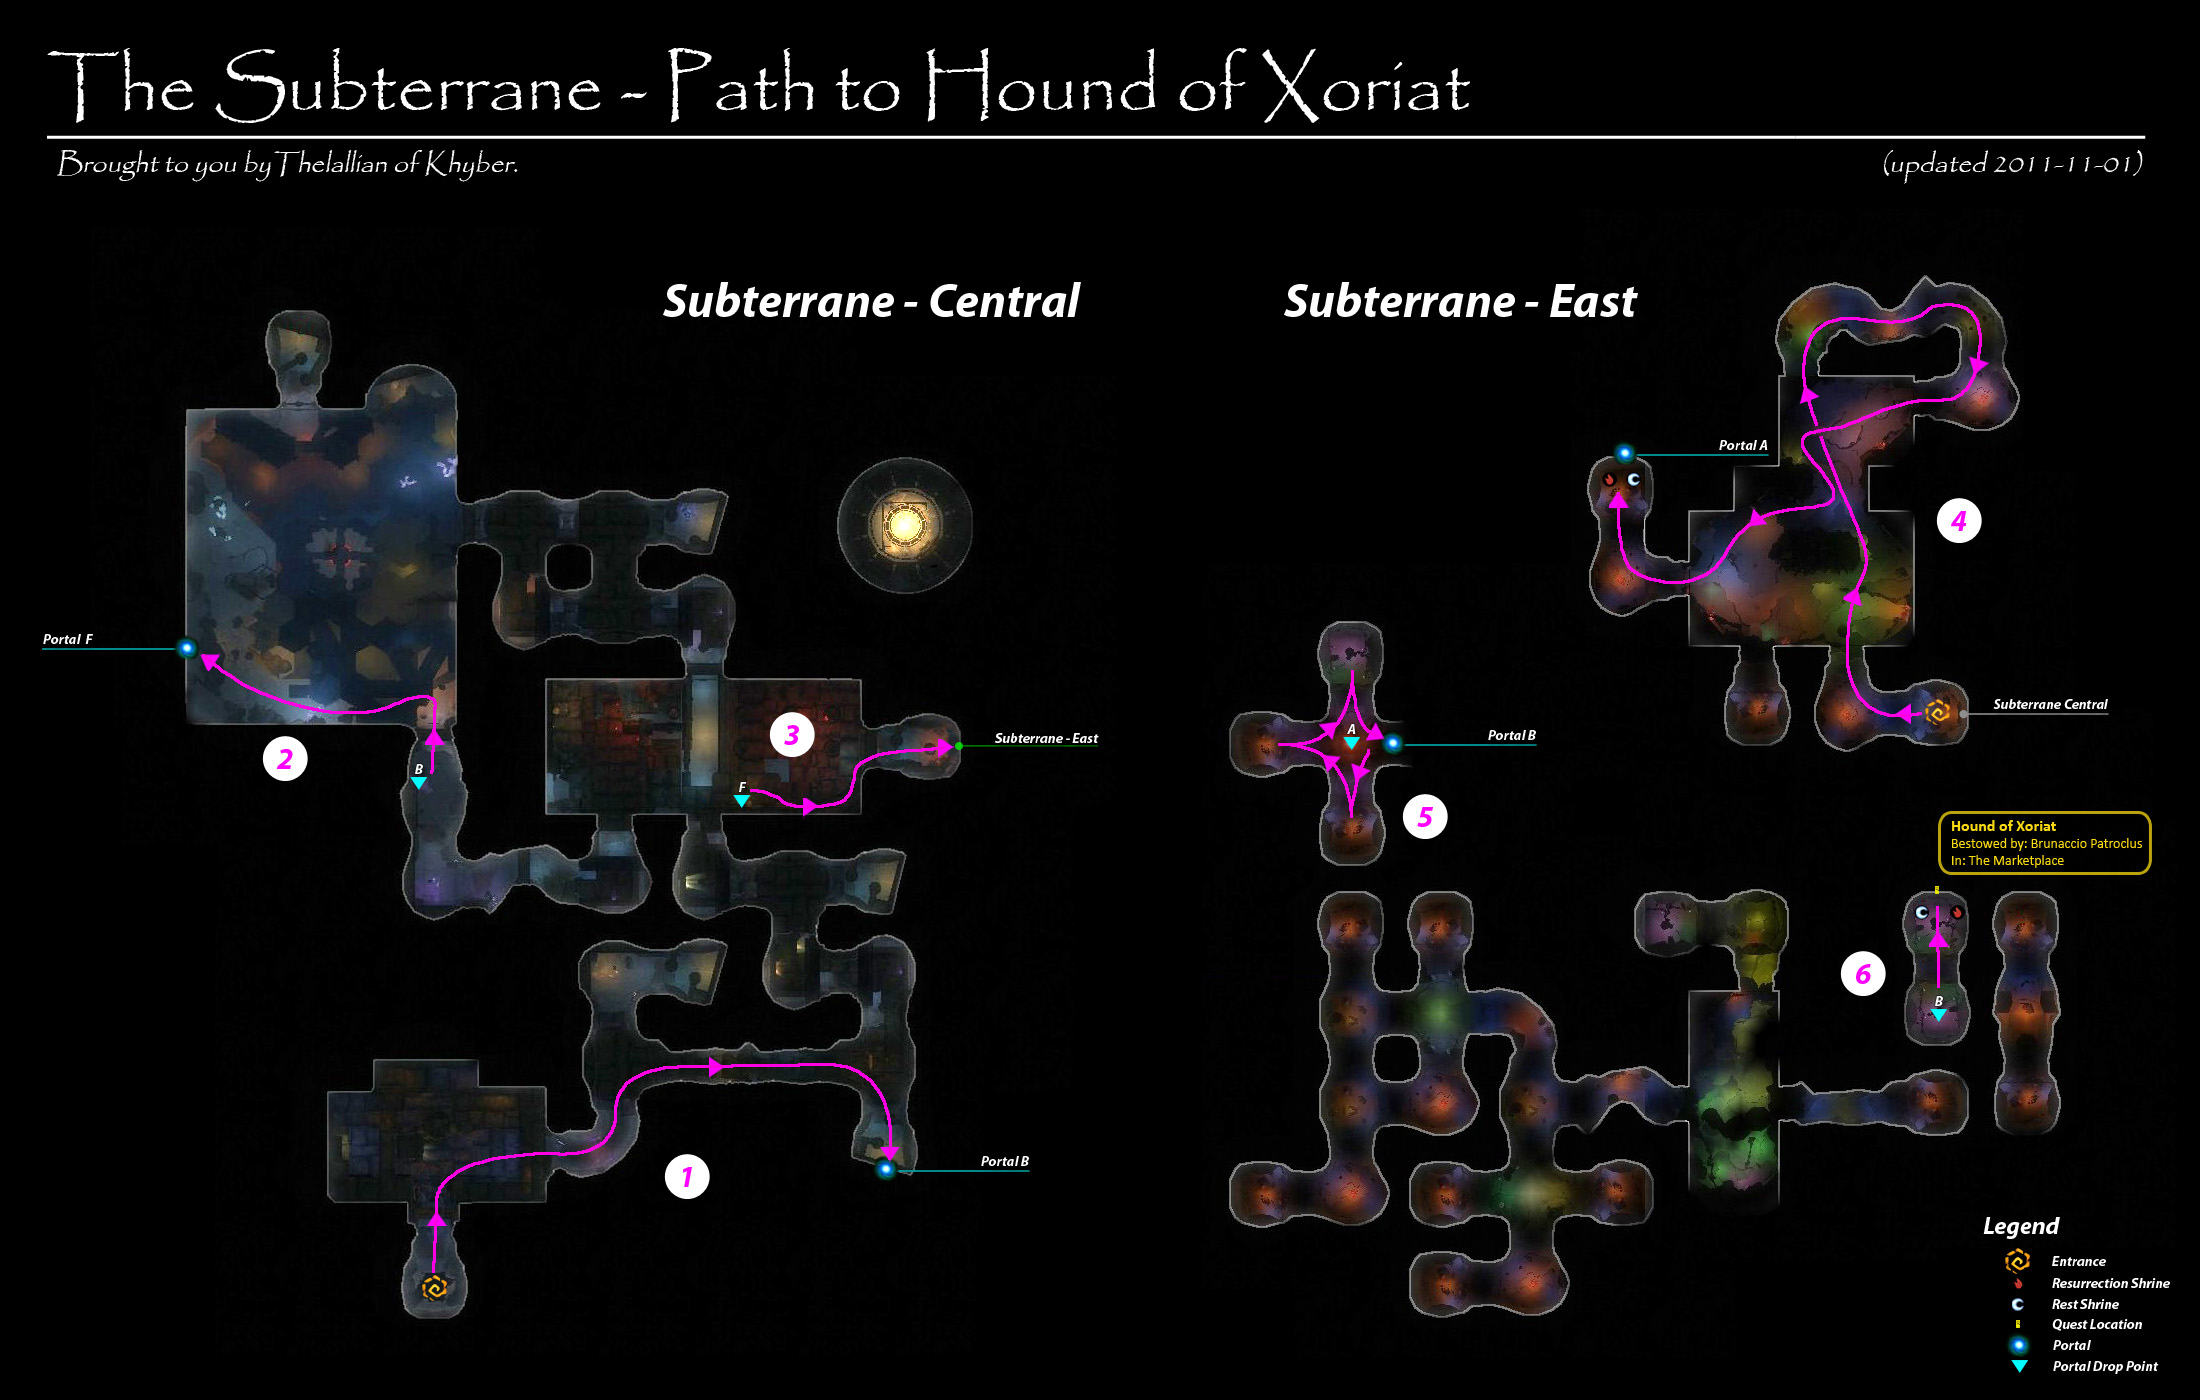 The Subterrane - Path to Hound of Xoriat
Brought to you by Thelallian of Khyber.
(updated 2011-11-01)
Subterrane - Central
Subterrane - East
Portal A
4
Portal F
Subterrane Central
2
B
3
F
Subterrane - East
A
Portal B
5
Hound of Xoriat
Bestowed by: Brunaccio Patroclus
In: The Marketplace
6
B
1
Portal B
Legend
Entrance
Resurrection Shrine
Rest Shrine
Quest Location
Portal
Portal Drop Point